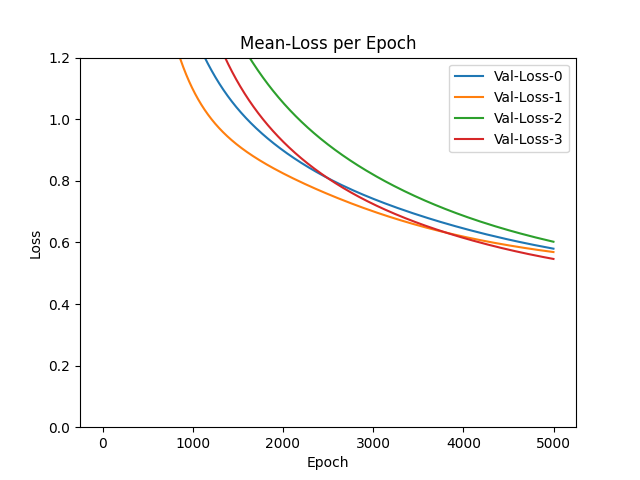 Mean-Loss per Epoch
1.2
1.0
0.8
0.6
0.4
0.2
0.0
Loss
Val-Loss-0
Val-Loss-1
Val-Loss-2
Val-Loss-3
0 1000 2000 3000 4000 5000
Epoch